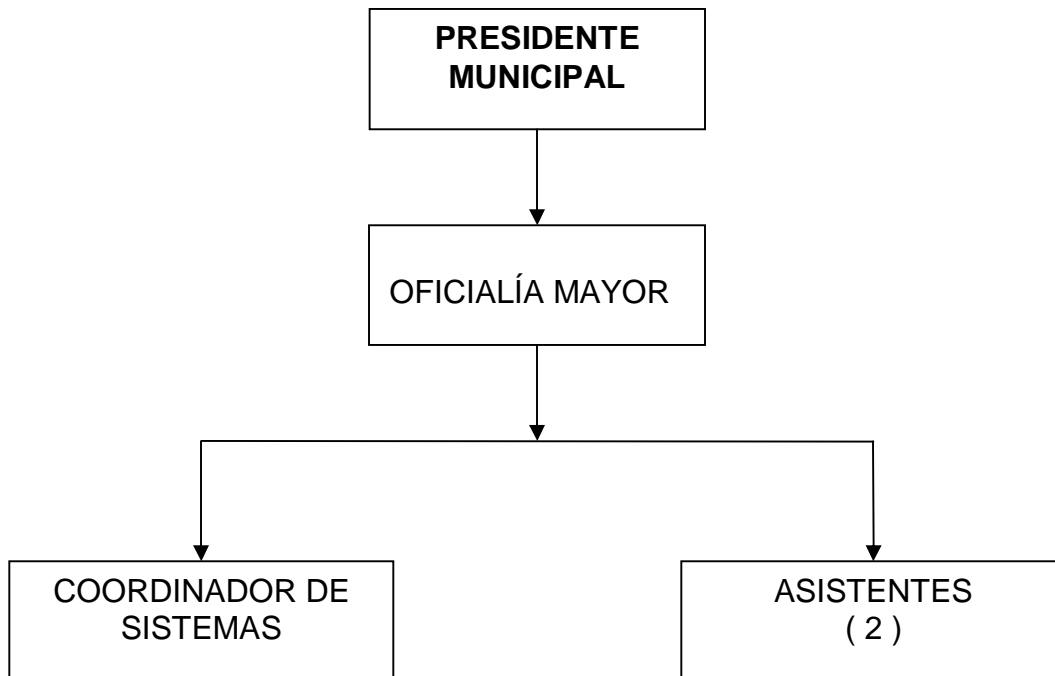 PRESIDENTE
MUNICIPAL
OFICIALÍA MAYOR
COORDINADOR DE
SISTEMAS
ASISTENTES
( 2 )